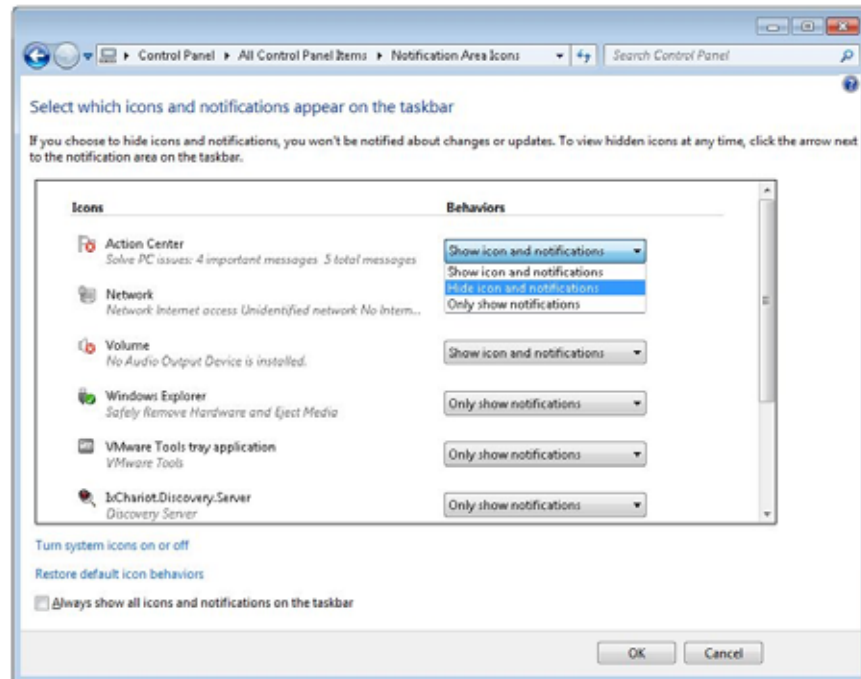 Control Panel ▸ All Control Panel Items ▸ Notification Area Icons
Search Control Panel
Select which icons and notifications appear on the taskbar
If you choose to hide icons and notifications, you won't be notified about changes or updates. To view hidden icons at any time, click the arrow next
to the notification area on the taskbar.
Icons Behaviors
Action Center Show icon and notifications
Solve PC issues: 4 important messages 5 total messages
Show icon and notifications
Hide icon and notifications
Only show notifications
Network
Network Internet access Unidentified network No Intern...
Volume Show icon and notifications
No Audio Output Device is installed.
Windows Explorer Only show notifications
Safely Remove Hardware and Eject Media
VMware Tools tray application Only show notifications
VMware Tools
IxChariot.Discovery.Server Only show notifications
Discovery Server
Turn system icons on or off
Restore default icon behaviors
Always show all icons and notifications on the taskbar
OK Cancel